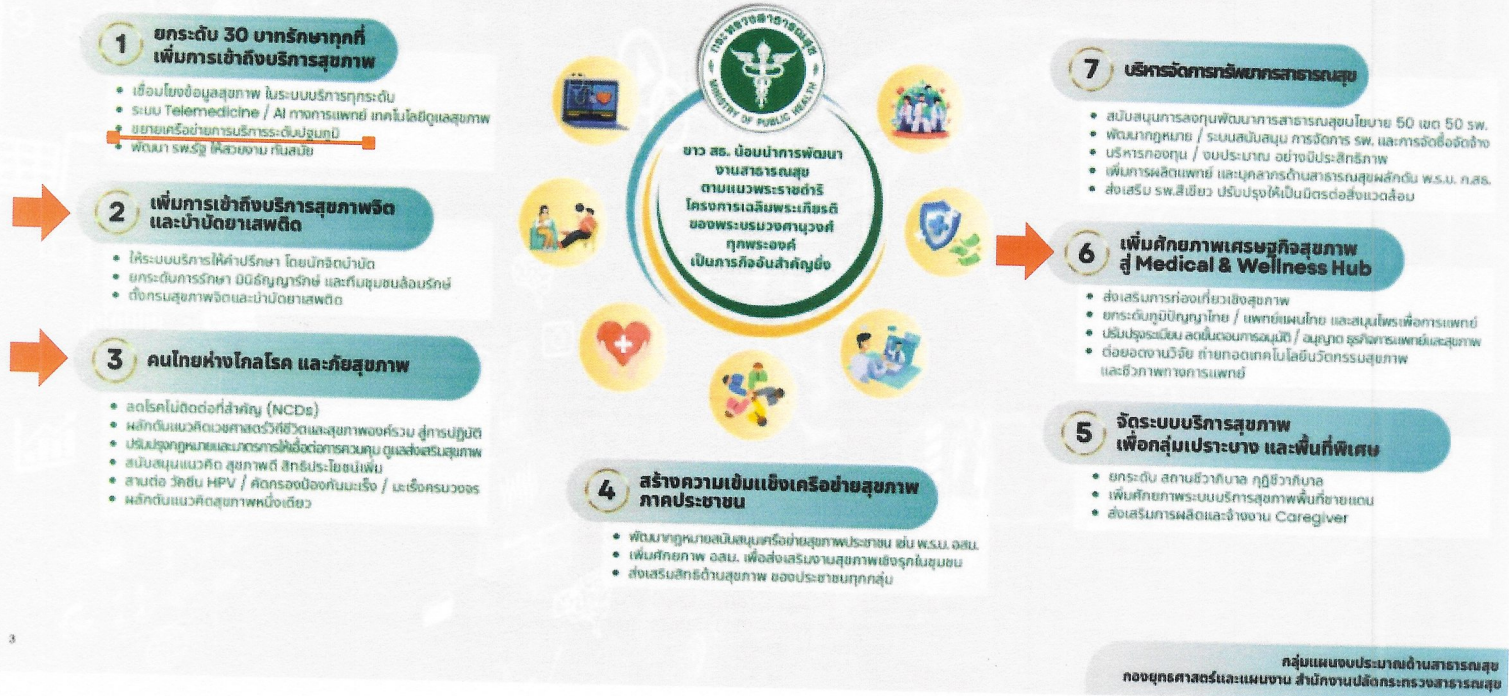 1
ยกระดับ 30 บาทรักษาทุกที่
เพิ่มการเข้าถึงบริการสุขภาพ
• เชื่อมโยงข้อมูลสุขภาพ ในระบบบริการทุกระดับ
• ระบบ Telemedicine / AI ทางการแพทย์ เทคโนโลยีดูแลสุขภาพ
• ขยายเครือข่ายการบริการระดับปฐมภูมิ
• พัฒนา รพ.รัฐ ให้สวยงาม ทันสมัย
2
เพิ่มการเข้าถึงบริการสุขภาพจิต
และบำบัดยาเสพติด
• ให้ระบบบริการให้คำปรึกษา โดยนักจิตบำบัด
• ยกระดับการรักษา มินิธัญญารักษ์ และทีมชุมชนล้อมรักษ์
• ตั้งกรมสุขภาพจิตและบำบัดยาเสพติด
3
คนไทยห่างไกลโรค และภัยสุขภาพ
• ลดโรคไม่ติดต่อที่สำคัญ (NCDs)
• ผลักดันแนวคิดเวชศาสตร์วิถีชีวิตและสุขภาพองค์รวม สู่การปฏิบัติ
• ปรับปรุงกฎหมายและมาตรการให้เอื้อต่อการควบคุม ดูแลส่งเสริมสุขภาพ
• สนับสนุนแนวคิด สุขภาพดี สิทธิประโยชน์เพิ่ม
• สานต่อ วัคซีน HPV / คัดกรองป้องกันมะเร็ง / มะเร็งครบวงจร
• ผลักดันแนวคิดสุขภาพหนึ่งเดียว
กระทรวงสาธารณสุข
MINISTRY OF PUBLIC HEALTH
ชาว สธ. น้อมนำการพัฒนา
งานสาธารณสุข
ตามแนวพระราชดำริ
โครงการเฉลิมพระเกียรติ
ของพระบรมวงศานุวงศ์
ทุกพระองค์
เป็นภารกิจอันสำคัญยิ่ง
4
สร้างความเข้มแข็งเครือข่ายสุขภาพ
ภาคประชาชน
• พัฒนากฎหมายสนับสนุนเครือข่ายสุขภาพประชาชน เช่น พ.ร.บ. อสม.
• เพิ่มศักยภาพ อสม. เพื่อส่งเสริมงานสุขภาพเชิงรุกในชุมชน
• ส่งเสริมสิทธิด้านสุขภาพ ของประชาชนทุกกลุ่ม
7
บริหารจัดการทรัพยากรสาธารณสุข
• สนับสนุนการลงทุนพัฒนาการสาธารณสุขนโยบาย 50 เขต 50 รพ.
• พัฒนากฎหมาย / ระบบสนับสนุน การจัดการ รพ. และการจัดซื้อจัดจ้าง
• บริหารกองทุน / งบประมาณ อย่างมีประสิทธิภาพ
• เพิ่มการผลิตแพทย์ และบุคลากรด้านสาธารณสุขผลักดัน พ.ร.บ. ก.สธ.
• ส่งเสริม รพ.สีเขียว ปรับปรุงให้เป็นมิตรต่อสิ่งแวดล้อม
6
เพิ่มศักยภาพเศรษฐกิจสุขภาพ
สู่ Medical & Wellness Hub
• ส่งเสริมการท่องเที่ยวเชิงสุขภาพ
• ยกระดับภูมิปัญญาไทย / แพทย์แผนไทย และสมุนไพรเพื่อการแพทย์
• ปรับปรุงระเบียบ ลดขั้นตอนการอนุมัติ / อนุญาต ธุรกิจการแพทย์และสุขภาพ
• ต่อยอดงานวิจัย ถ่ายทอดเทคโนโลยีนวัตกรรมสุขภาพ
และชีวภาพทางการแพทย์
5
จัดระบบบริการสุขภาพ
เพื่อกลุ่มเปราะบาง และพื้นที่พิเศษ
• ยกระดับ สถานชีวาภิบาล กุฏิชีวาภิบาล
• เพิ่มศักยภาพระบบบริการสุขภาพพื้นที่ชายแดน
• ส่งเสริมการผลิตและจ้างงาน Caregiver
3
กลุ่มแผนงบประมาณด้านสาธารณสุข
กองยุทธศาสตร์และแผนงาน สำนักงานปลัดกระทรวงสาธารณสุข